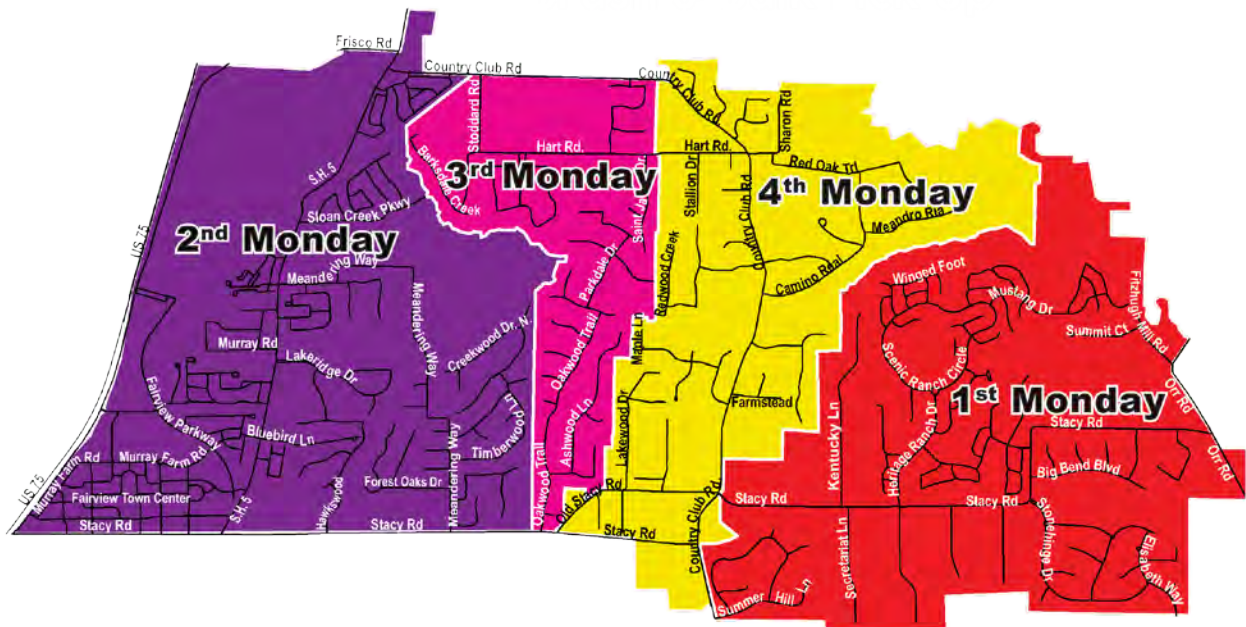 Frisco Rd
Country Club Rd
Country Club Rd
Stoddard Rd
Sharon Rd
Hart Rd.
Hart Rd.
Barksdale Creek
3rd Monday
Saint Ja Dr.
Stallion Dr
Country Club Rd
Red Oak Trl
4th Monday
Meandro Ria
S.H. 5
Sloan Creek Pkwy
US 75
2nd Monday
Meandering Way
Meandering Way
Parkdale Dr
Redwood Creek
Camino Real
Winged Foot
Mustang Dr
Fitzhugh Mill Rd
Summit Ct
Murray Rd
Lakeridge Dr
Creekwood Dr. N.
Oakwood Trail
Maple Ln
Scenic Ranch Circle
Orr Rd
1st Monday
Fairview Parkway
Bluebird Ln
Timberwood Ln
Ashwood Ln
Lakewood Dr
Farmstead
Kentucky Ln
Heritage Ranch Dr
Stacy Rd
Orr Rd
Murray Farm Rd
Murray Farm Rd
Meandering Way
Big Bend Blvd
US 75
Fairview Town Center
Forest Oaks Dr
Hawkswood
Oakwood Trail
Old Stacy Rd
Country Club Rd
Stacy Rd
Stacy Rd
Stacy Rd
S.H. 5
Stacy Rd
Stacy Rd
Secretariat Ln
Stonehinge Dr
Elisabeth Way
Summer Hill Ln